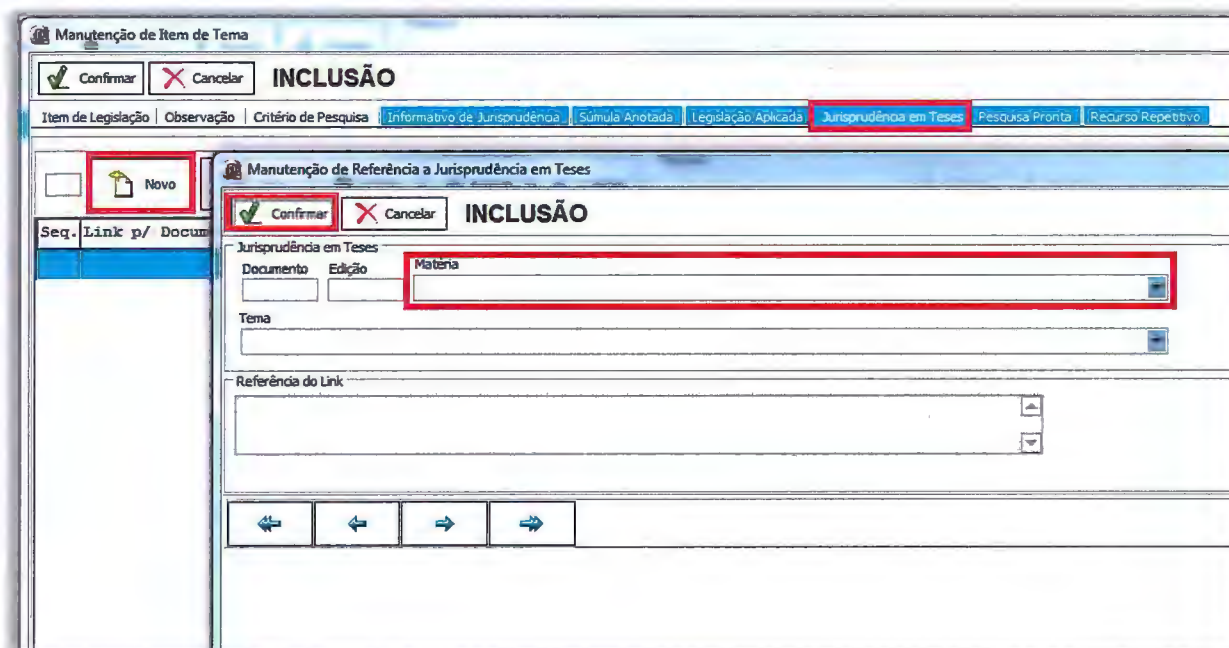 Manutenção de Item de Tema
Confirmar Cancelar INCLUSÃO
Item de Legislação Observação Critério de Pesquisa Informativo de Jurisprudência Súmula Anotada Legislação Aplicada Jurisprudência em Teses Pesquisa Pronta Recurso Repetitivo
Novo
Seq. Link p/ Docum
Manutenção de Referência a Jurisprudência em Teses
Confirmar Cancelar INCLUSÃO
Jurisprudência em Teses
Documento Edição Matéria
Tema
Referência do Link